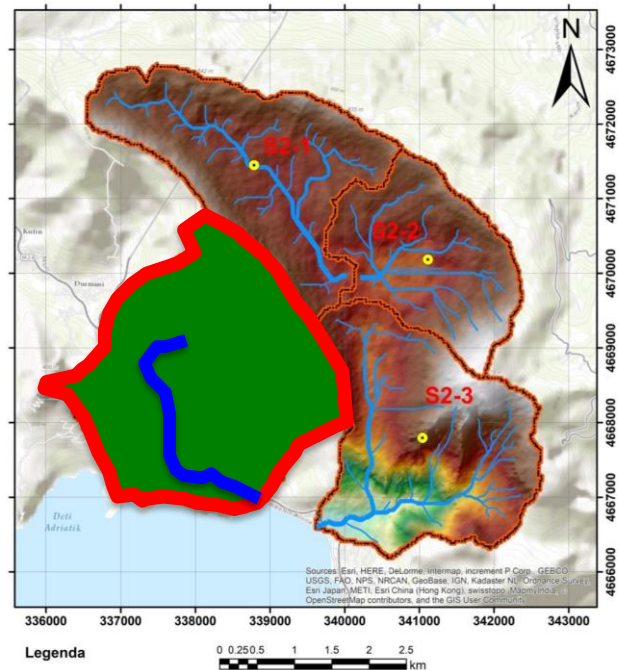 N
S2-1
S2-2
S2-3
Kutin
Durmani
Deti
Adriatik
4673000
4672000
4671000
4670000
4669000
4668000
4667000
4666000
Sources: Esri, HERE, DeLorme, Intermap, increment P Corp., GEBCO,
USGS, FAO, NPS, NRCAN, GeoBase, IGN, Kadaster NL, Ordnance Survey,
Esri Japan, METI, Esri China (Hong Kong), swisstopo, MapmyIndia, ©
OpenStreetMap contributors, and the GIS User Community
336000 337000 338000 339000 340000 341000 342000 343000
Legenda
0 0.25 0.5 1 1.5 2 2.5
km